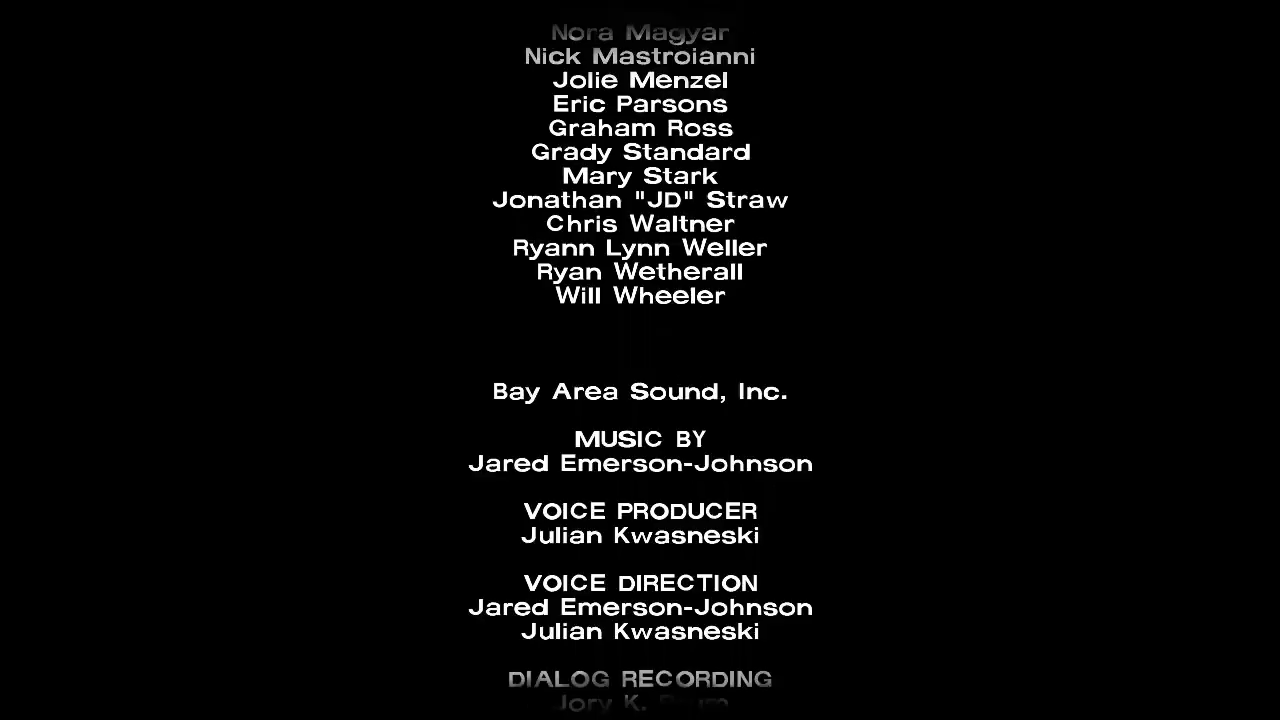 Nora Magyar
Nick Mastroianni
Jolie Menzel
Eric Parsons
Graham Ross
Grady Standard
Mary Stark
Jonathan "JD" Straw
Chris Waltner
Ryann Lynn Weller
Ryan Wetherall
Will Wheeler
Bay Area Sound, Inc.
MUSIC BY
Jared Emerson-Johnson
VOICE PRODUCER
Julian Kwasneski
VOICE DIRECTION
Jared Emerson-Johnson
Julian Kwasneski
DIALOG RECORDING
Jory K.